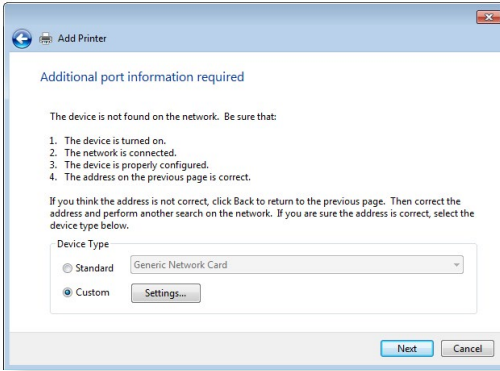 Add Printer
Additional port information required
The device is not found on the network. Be sure that:
1. The device is turned on.
2. The network is connected.
3. The device is properly configured.
4. The address on the previous page is correct.
If you think the address is not correct, click Back to return to the previous page. Then correct the
address and perform another search on the network. If you are sure the address is correct, select the
device type below.
Device Type
Standard Generic Network Card
Custom Settings...
Next Cancel